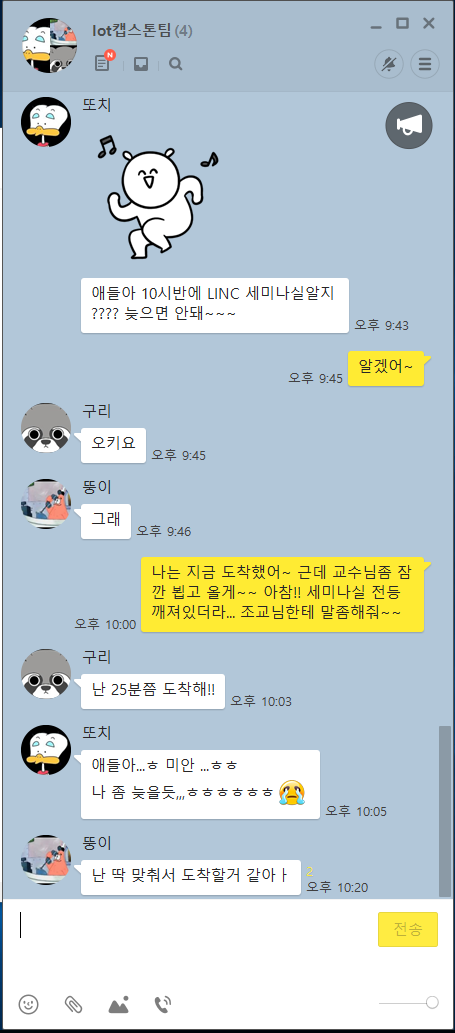 Iot캡스톤팀 (4)
N
또치
애들아 10시반에 LINC 세미나실알지
???? 늦으면 안돼~~~
오후 9:43
알겠어~
오후 9:45
구리
오키요
오후 9:45
뚱이
그래
오후 9:46
나는 지금 도착했어~ 근데 교수님좀 잠
깐 뵙고 올게~~ 아참!! 세미나실 전등
깨져있더라... 조교님한테 말좀해줘~~
오후 10:00
구리
난 25분쯤 도착해!!
오후 10:03
또치
애들아...ㅎ 미안 ...ㅎㅎ
나 좀 늦을듯,,,ㅎㅎㅎㅎㅎㅎ
오후 10:05
뚱이
난 딱 맞춰서 도착할거 같아ㅏ
2
오후 10:20
전송